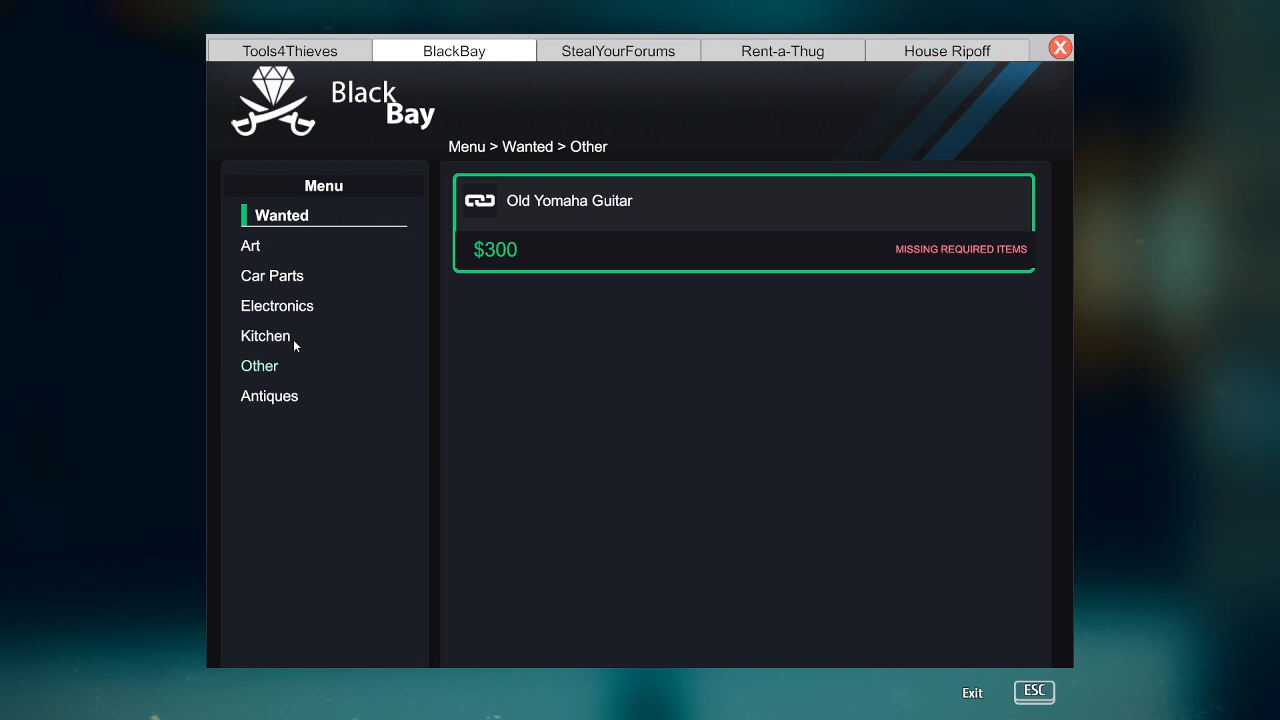 Tools4Thieves BlackBay StealYourForums Rent-a-Thug House Ripoff X
Black
Bay
Menu > Wanted > Other
Menu
Wanted
Art
Car Parts
Electronics
Kitchen
Other
Antiques
Old Yomaha Guitar
$300 MISSING REQUIRED ITEMS
Exit ESC